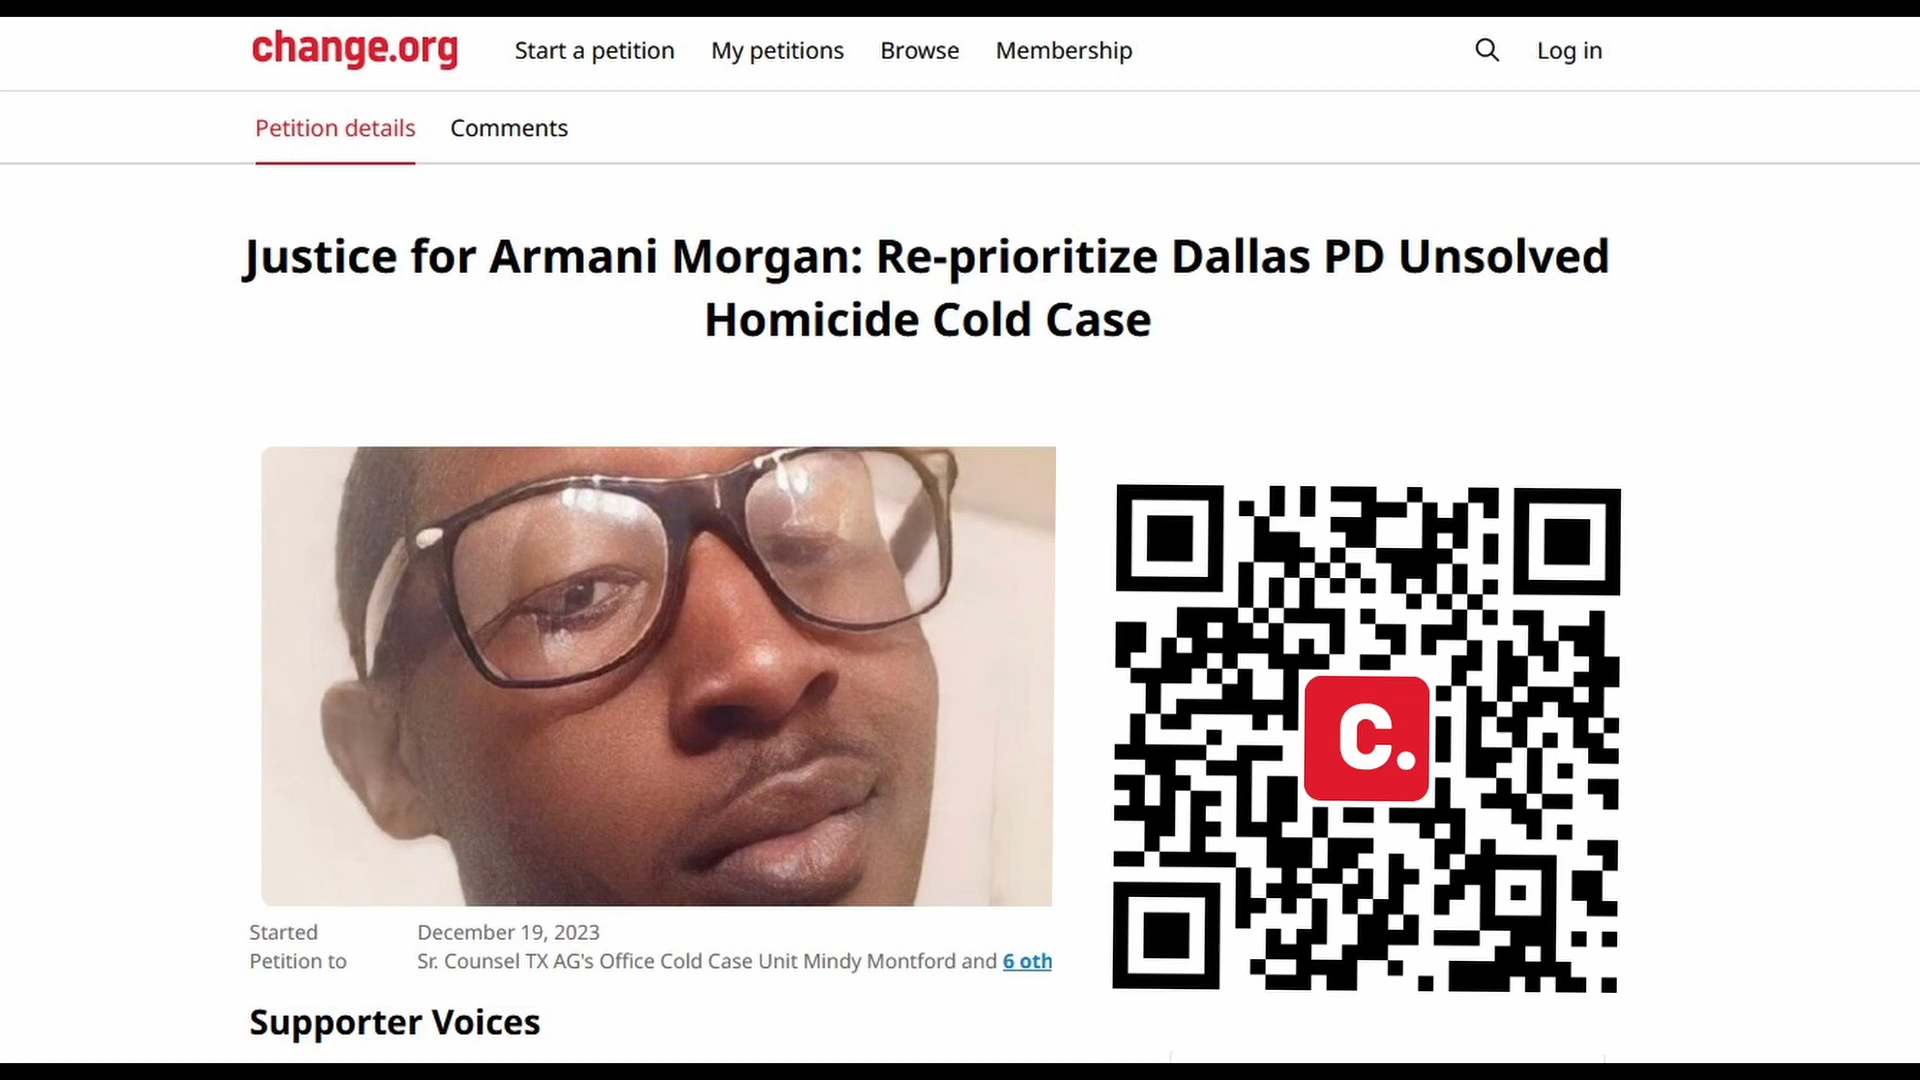 change.org Start a petition My petitions Browse Membership Log in
Petition details Comments
Justice for Armani Morgan: Re-prioritize Dallas PD Unsolved
Homicide Cold Case
C.
Started December 19, 2023
Petition to Sr. Counsel TX AG's Office Cold Case Unit Mindy Montford and 6 oth
Supporter Voices